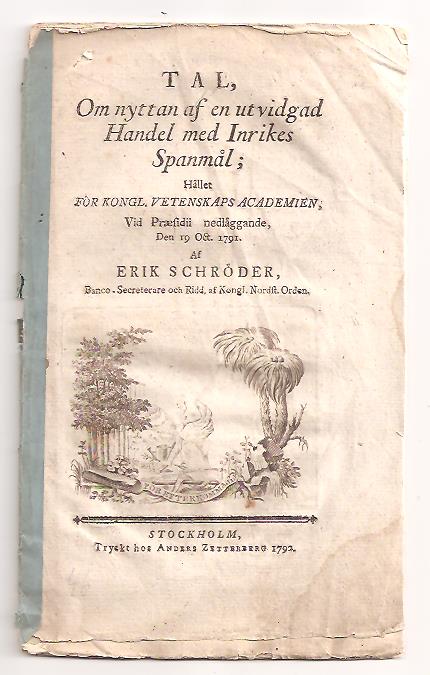 TAL,
Om nyttan af en utvidgad
Handel med Inrikes
Spanmål;
Hållet
FÖR KONGL. VETENSKAPS ACADEMIEN;
Vid Præsidii nedläggande,
Den 19 Oct. 1791.
Af
ERIK SCHRÖDER,
Banco-Secreterare och Ridd. af Kongl. Nordst. Orden.
FÖR EFTERKOMMANDE
STOCKHOLM,
Tryckt hos ANDERS ZETTERBERG 1792.